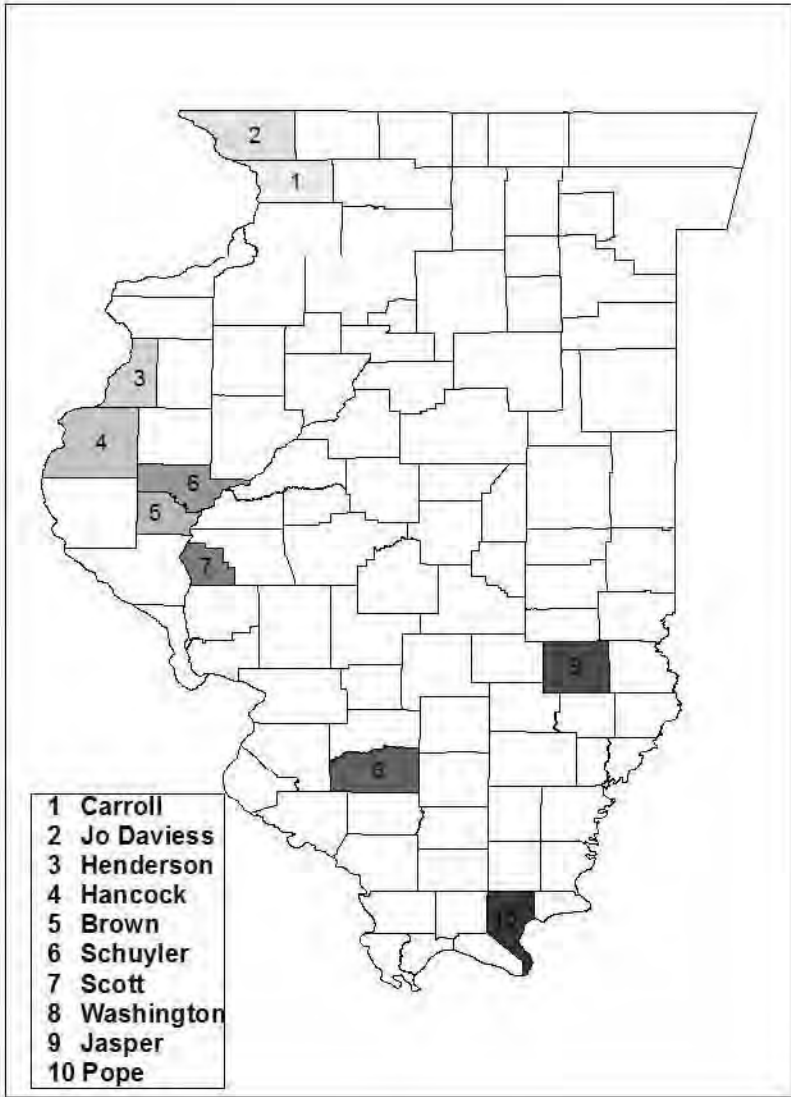 2
1
3
4
6
5
7
9
8
10
1 Carroll
2 Jo Daviess
3 Henderson
4 Hancock
5 Brown
6 Schuyler
7 Scott
8 Washington
9 Jasper
10 Pope